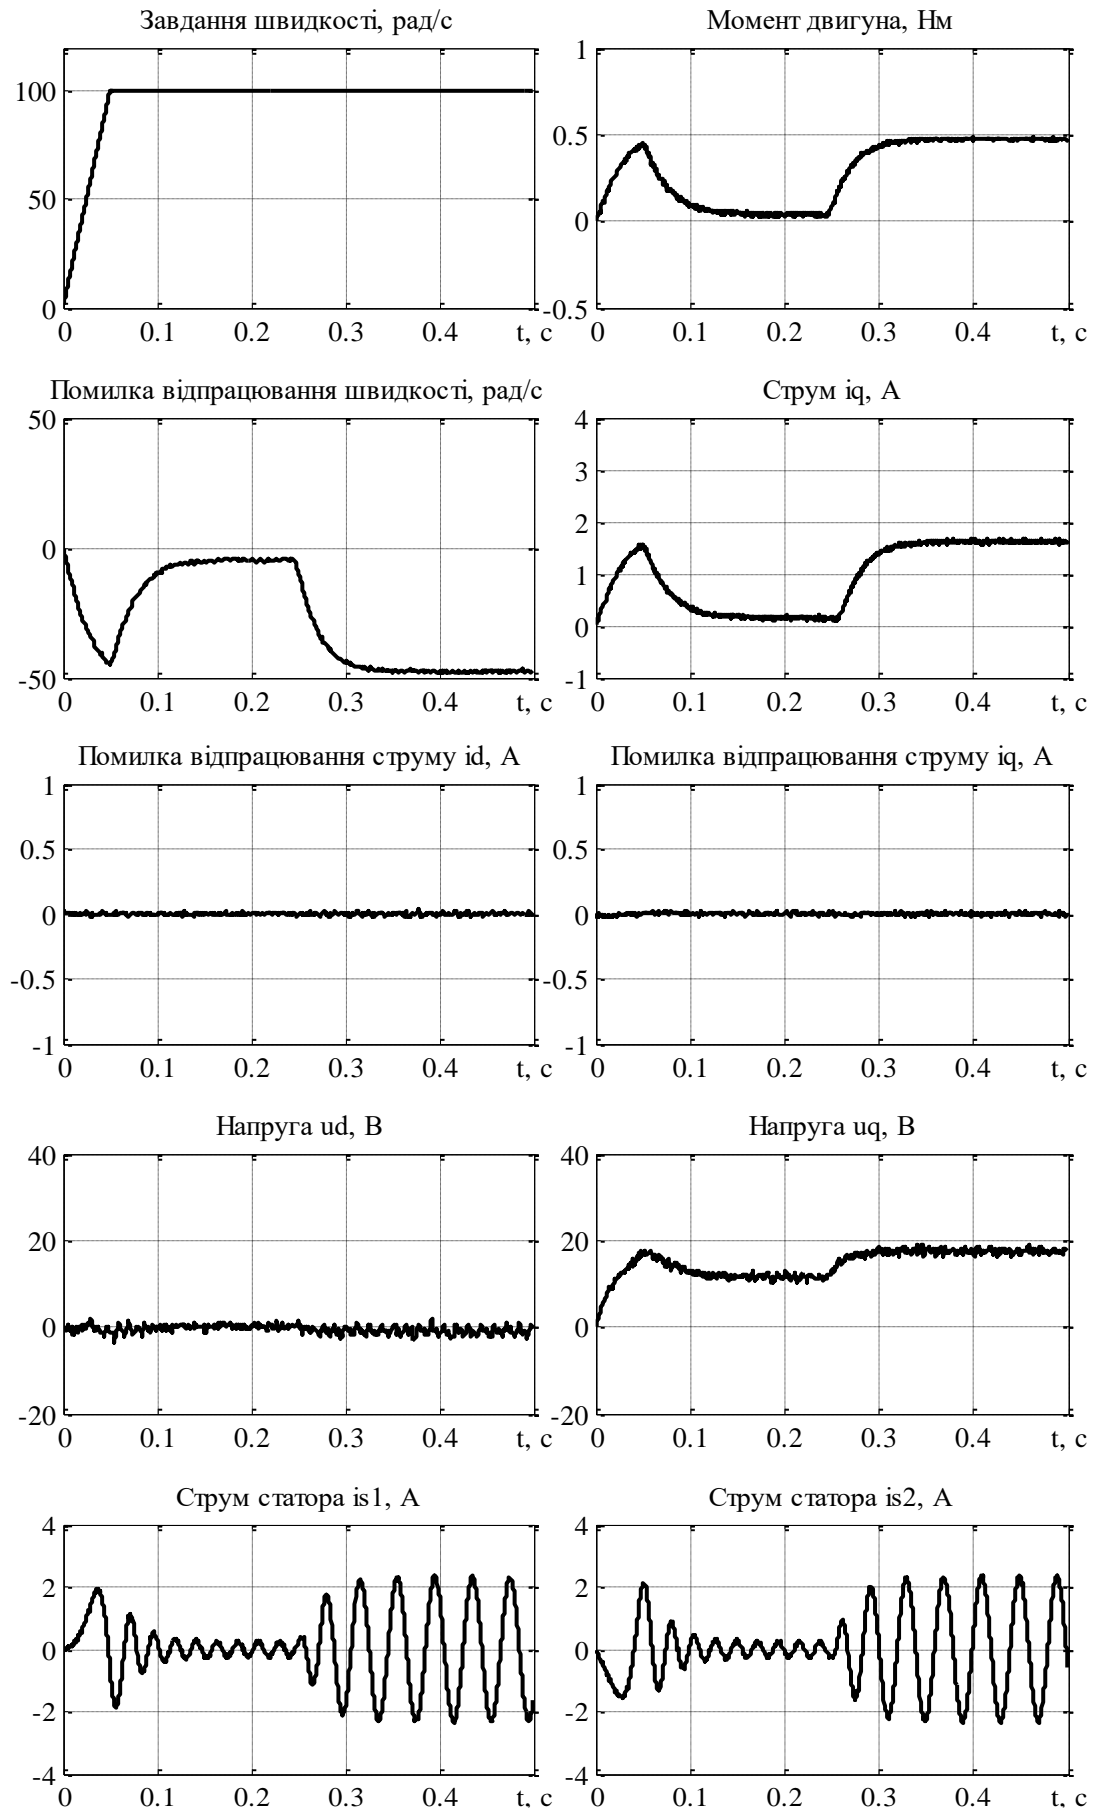 Завдання швидкості, рад/с
100
50
0
0 0.1 0.2 0.3 0.4 t, с
Момент двигуна, Нм
1
0.5
0
-0.5
0 0.1 0.2 0.3 0.4 t, с
Помилка відпрацювання швидкості, рад/с
50
0
-50
0 0.1 0.2 0.3 0.4 t, с
Струм iq, А
4
3
2
1
0
-1
0 0.1 0.2 0.3 0.4 t, с
Помилка відпрацювання струму id, А
1
0.5
0
-0.5
-1
0 0.1 0.2 0.3 0.4 t, с
Помилка відпрацювання струму iq, А
1
0.5
0
-0.5
-1
0 0.1 0.2 0.3 0.4 t, с
Напруга ud, В
40
20
0
-20
0 0.1 0.2 0.3 0.4 t, с
Напруга uq, В
40
20
0
-20
0 0.1 0.2 0.3 0.4 t, с
Струм статора is1, А
4
2
0
-2
-4
0 0.1 0.2 0.3 0.4 t, с
Струм статора is2, А
4
2
0
-2
-4
0 0.1 0.2 0.3 0.4 t, с